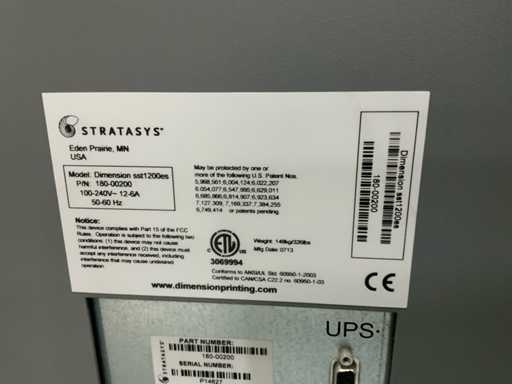 STRATASYS
Eden Prairie, MN
USA
Model: Dimension sst1200es
P/N: 180-00200
100-240V~ 12-6A
50-60 Hz
Notice:
This device complies with Part 15 of the FCC
Rules. Operation is subject to the following two
conditions: (1) this device may not cause
harmful interference, and (2) this device must
accept any interference received, including
interference that may cause undesired
operation.
May be protected by one or
more of the following U.S. Patent Nos.
5,968,561;6,004,124;6,022,207
6,054,077;6,547,995;6,629,011
6,685,866;6,814,907;6,923,634
7,127,309; 7,169,337;7,384,255
6,749,414 or patents pending.
ETL
3069994
Weight: 148kg/326lbs
Mfg Date: 0713
Conforms to ANSI/UL Std. 60950-1-2003
Certified to CAN/CSA C22.2 no. 60950-1-03
www.dimensionprinting.com
Dimension sst1200es
180-00200
CE
UPS
STRATASYS
PART NUMBER:
180-00200
SERIAL NUMBER:
P14627